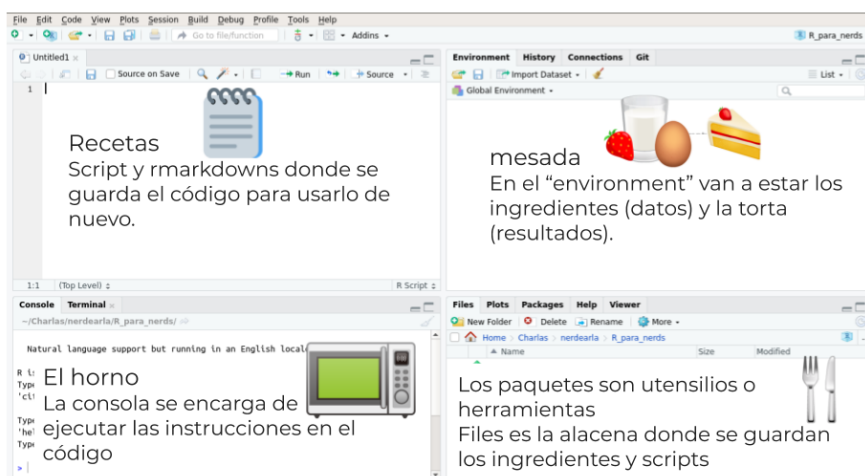 File Edit Code View Plots Session Build Debug Profile Tools Help
Go to file/function
Addins
R_para_nerds
Untitled1
Source on Save
Run
Source
1
Recetas
Script y rmarkdowns donde se
guarda el código para usarlo de
nuevo.
1:1 (Top Level)
R Script
Environment History Connections Git
Import Dataset
List
Global Environment
mesada
En el “environment” van a estar los
ingredientes (datos) y la torta
(resultados).
Console Terminal
~/Charlas/nerdearla/R_para_nerds/
Natural language support but running in an English
El horno
La consola se encarga de
ejecutar las instrucciones en el
código
>
Files Plots Packages Help Viewer
New Folder Delete Rename More
Home Charlas nerdearla R_para_nerds
Name Size Modified
Los paquetes son utensilios o
herramientas
Files es la alacena donde se guardan
los ingredientes y scripts